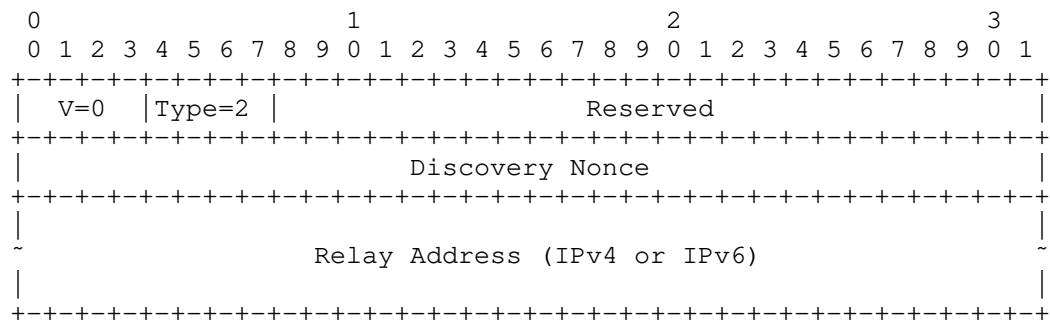 0                   1                   2                   3
 0 1 2 3 4 5 6 7 8 9 0 1 2 3 4 5 6 7 8 9 0 1 2 3 4 5 6 7 8 9 0 1
+-+-+-+-+-+-+-+-+-+-+-+-+-+-+-+-+-+-+-+-+-+-+-+-+-+-+-+-+-+-+-+-+
|  V=0  |Type=2 |                   Reserved                    |
+-+-+-+-+-+-+-+-+-+-+-+-+-+-+-+-+-+-+-+-+-+-+-+-+-+-+-+-+-+-+-+-+
|                        Discovery Nonce                        |
+-+-+-+-+-+-+-+-+-+-+-+-+-+-+-+-+-+-+-+-+-+-+-+-+-+-+-+-+-+-+-+-+
|                                                               |
~                  Relay Address (IPv4 or IPv6)                 ~
|                                                               |
+-+-+-+-+-+-+-+-+-+-+-+-+-+-+-+-+-+-+-+-+-+-+-+-+-+-+-+-+-+-+-+-+